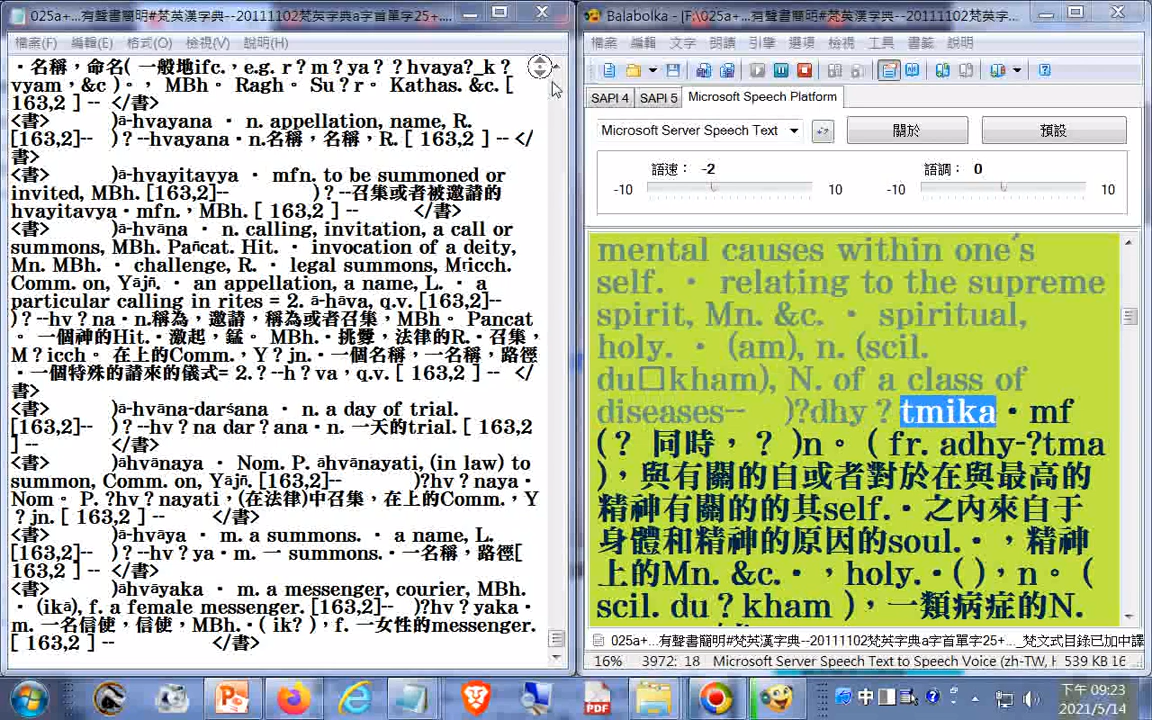 025a+...有聲書簡明#梵英漢字典--20111102梵英字典a字首單字25+...
檔案(F) 編輯(E) 格式(O) 檢視(V) 說明(H)
‧名稱，命名( 一般地ifc.，e.g. r？m？ya？？hvaya?_k？
vyam，&c )。，MBh。Ragh。Su？r。Kathas. &c. [
163,2 ] -- </書>
<書> )ā-hvayana ‧ n. appellation, name, R.
[163,2]-- )？--hvayana‧n.名稱，名稱，R. [ 163,2 ] -- </
書>
<書> )ā-hvayitavya ‧ mfn. to be summoned or
invited, MBh. [163,2]-- )？--召集或者被邀請的
hvayitavya‧mfn.，MBh. [ 163,2 ] -- </書>
<書> )ā-hvāna ‧ n. calling, invitation, a call or
summons, MBh. Pañcat. Hit. ‧ invocation of a deity,
Mn. MBh. ‧ challenge, R. ‧ legal summons, Mṛicch.
Comm. on, Yājñ. ‧ an appellation, a name, L. ‧ a
particular calling in rites = 2. ā-hāva, q.v. [163,2]--
)？--hv？na‧n.稱為，邀請，稱為或者召集，MBh。Pancat
。一個神的Hit.‧激起，錳。MBh.‧挑釁，法律的R.‧召集，
M？icch。在上的Comm.，Y？jn.‧一個名稱，一名稱，路徑
‧一個特殊的請來的儀式= 2.？--h？va，q.v. [ 163,2 ] -- </
書>
<書> )ā-hvāna-darśana ‧ n. a day of trial.
[163,2]-- )？--hv？na dar？ana‧n. 一天的trial. [ 163,2
] -- </書>
<書> )āhvānaya ‧ Nom. P. āhvānayati, (in law) to
summon, Comm. on, Yājñ. [163,2]-- )?hv？naya‧
Nom。P. ?hv？nayati，(在法律)中召集，在上的Comm.，Y
？jn. [ 163,2 ] -- </書>
<書> )ā-hvāya ‧ m. a summons. ‧ a name, L.
[163,2]-- )？--hv？ya‧m. 一 summons.‧一名稱，路徑[
163,2 ] -- </書>
<書> )āhvāyaka ‧ m. a messenger, courier, MBh.
‧ (ikā), f. a female messenger. [163,2]-- )?hv？yaka‧
m. 一名信使，信使，MBh.‧( ik？)，f. 一女性的messenger.
[ 163,2 ] -- </書>
Balabolka - [F:\025a+...有聲書簡明#梵英漢字典--20111102梵英字...
檔案 編輯 文字 朗讀 引擎 選項 檢視 工具 書籤 說明
SAPI 4 SAPI 5 Microsoft Speech Platform
Microsoft Server Speech Text 關於 預設
語速： -2 語調： 0
-10 10 -10 10
mental causes within one's
self. ‧ relating to the supreme
spirit, Mn. &c. ‧ spiritual,
holy. ‧ (am), n. (scil.
du□kham), N. of a class of
diseases-- )?dhy？tmika‧mf
(？ 同時，？ )n。( fr. adhy-?tma
)，與有關的自或者對於在與最高的
精神有關的的其self.‧之內來自于
身體和精神的原因的soul.‧，精神
上的Mn. &c.‧，holy.‧( )，n。(
scil. du？kham )，一類病症的N.
025a+...有聲書簡明#梵英漢字典--20111102梵英字典a字首單字25+..._梵文式目錄已加中譯
16% 3972: 18 Microsoft Server Speech Text to Speech Voice (zh-TW, H 539 KB 16
中
下午 09:23
2021/5/14